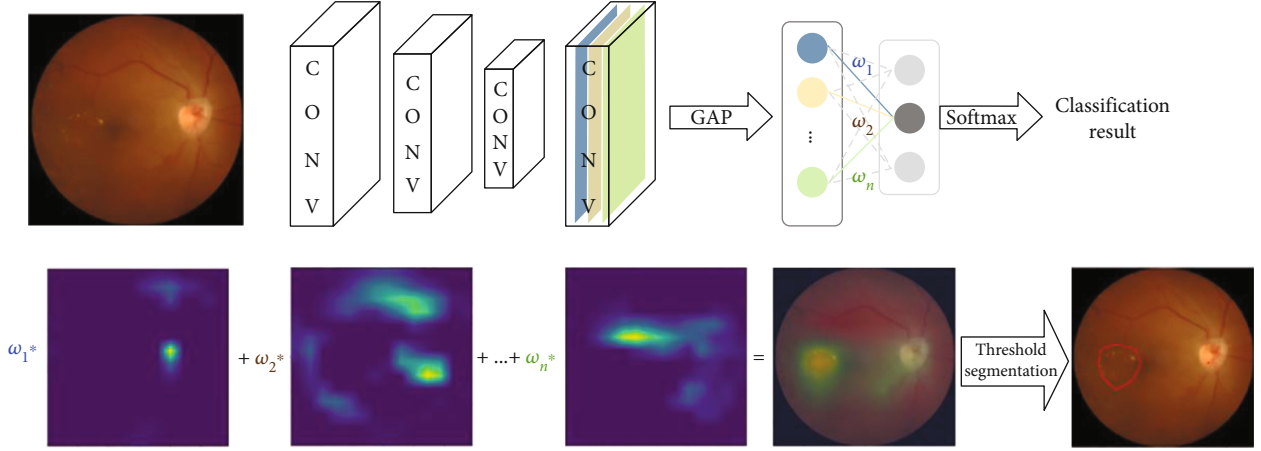 C O N V
C O N V
C O N V
C O N V
GAP
ω1
ω2
⋮
ωn
Softmax
Classification
result
ω1*
+ ω2*
+ ...+ ωn*
=
Threshold
segmentation